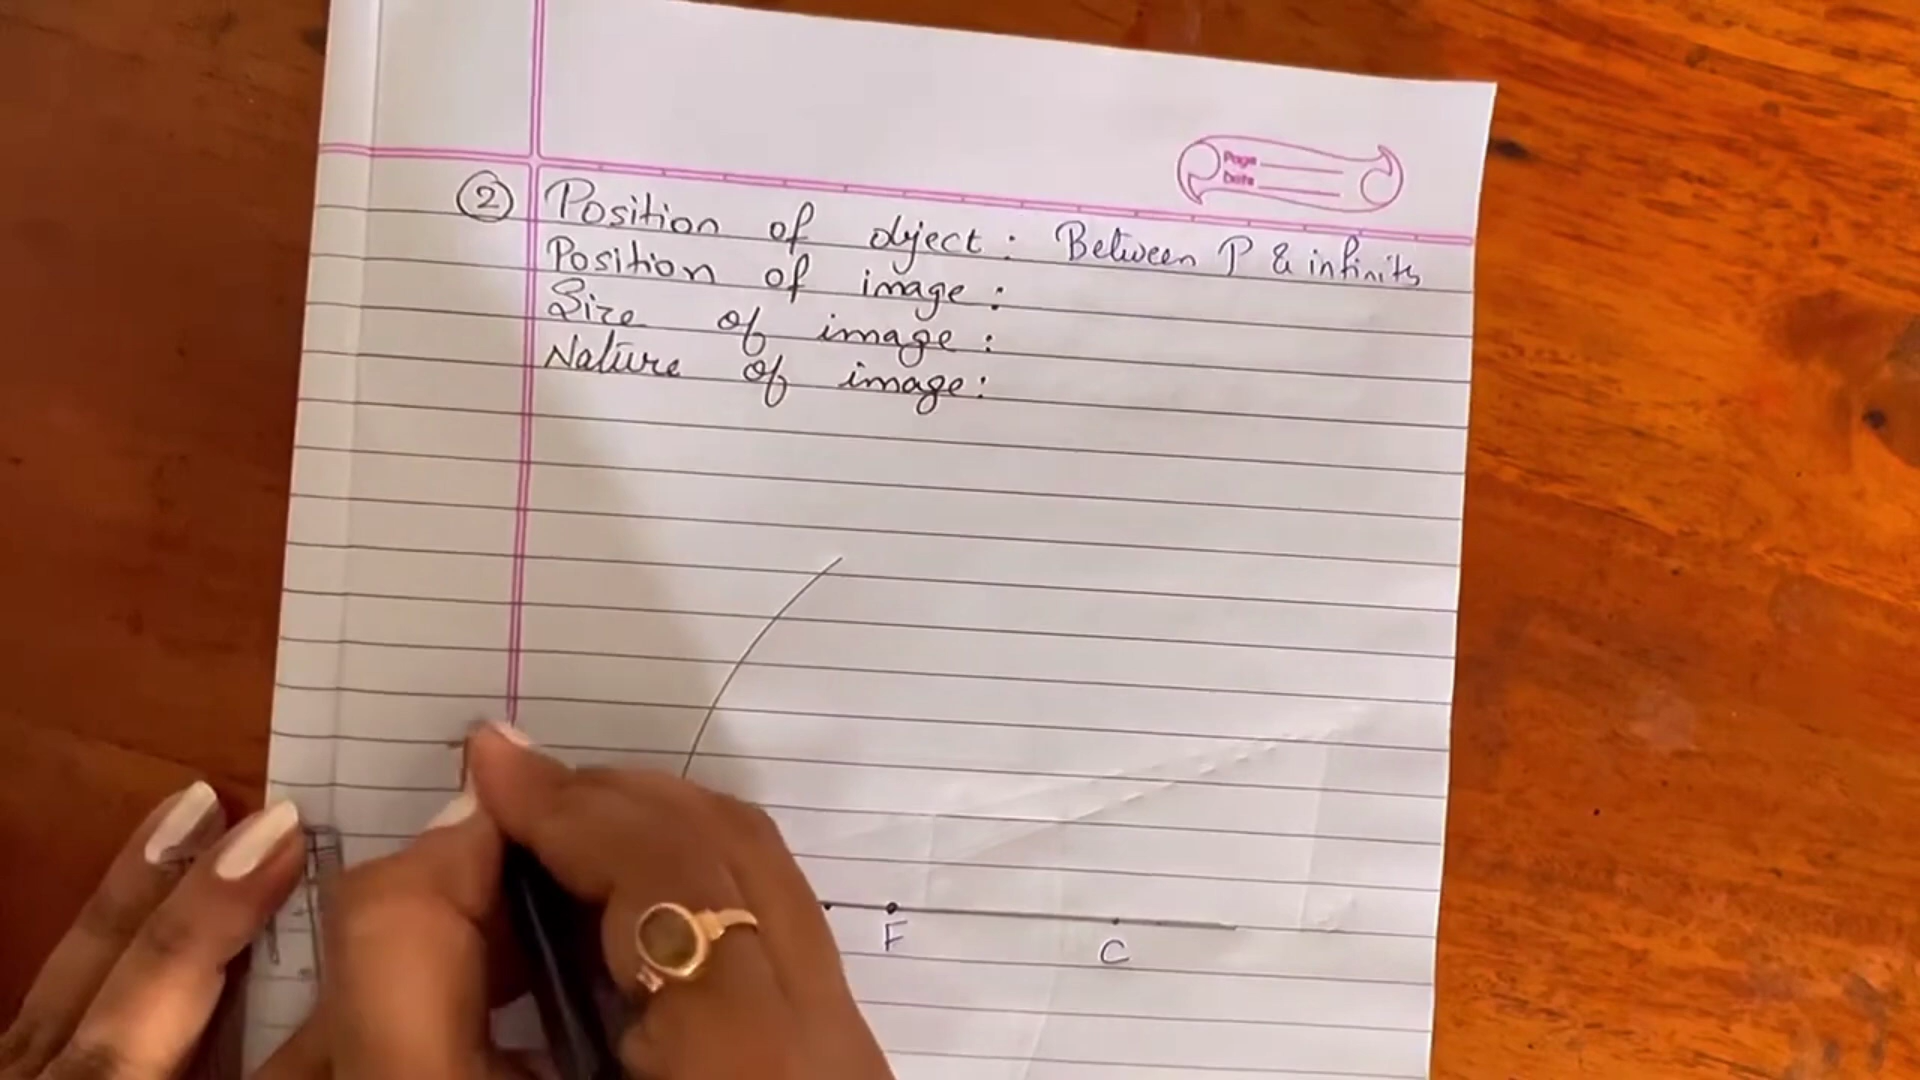 Page
Date
② Position of object : Between P & infinity
Position of image :
Size of image :
Nature of image :
F
C